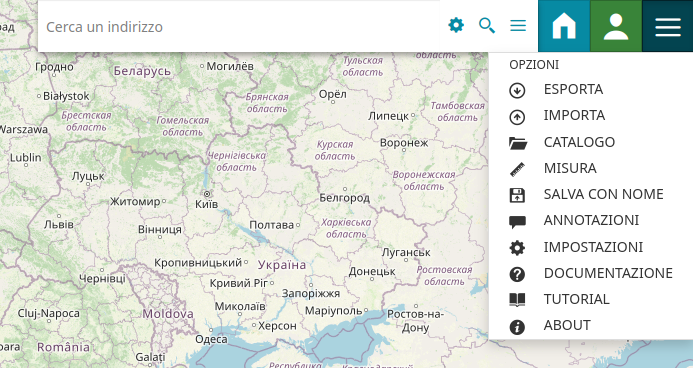 Cerca un indirizzo
OPZIONI
ESPORTA
IMPORTA
CATALOGO
MISURA
SALVA CON NOME
ANNOTAZIONI
IMPOSTAZIONI
DOCUMENTAZIONE
TUTORIAL
ABOUT
Гродно
Беларусь
Могилёв
Тульская
область
Białystok
Брянская
область
Орёл
Липецк
Тамбовская
область
Брестская
область
Гомельская
область
Warszawa
Lublin
Чернігівська
область
Курская
область
Воронеж
Луцьк
Воронежская
область
Житомир
Київ
Белгород
Львів
Вінниця
Полтава
Харківська
область
Кропивницький
Україна
Луганськ
Чернівці
Кривий Ріг
Донецьк
Ростовская
область
Запоріжжя
Cluj-Napoca
Moldova
Миколаїв
Маріуполь
Ростов-на-
Дону
Херсон
Одеса
România
Galați
Республика